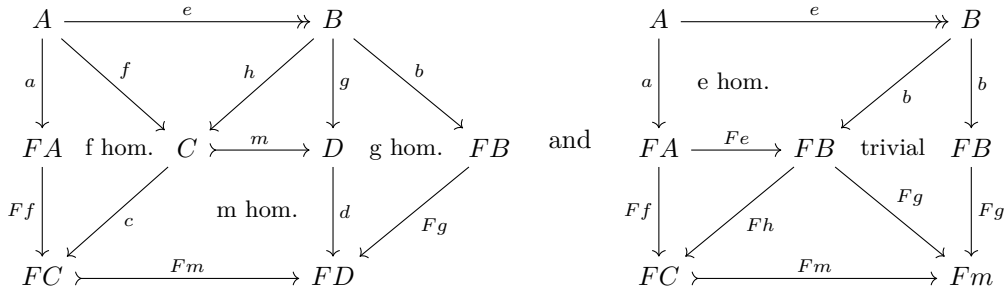 A e B A e B
a f h g b a e hom. b b
FA f hom. C m D g hom. FB and FA Fe FB trivial FB
Ff c m hom. d Fg Ff Fh Fg Fg
FC Fm FD FC Fm Fm